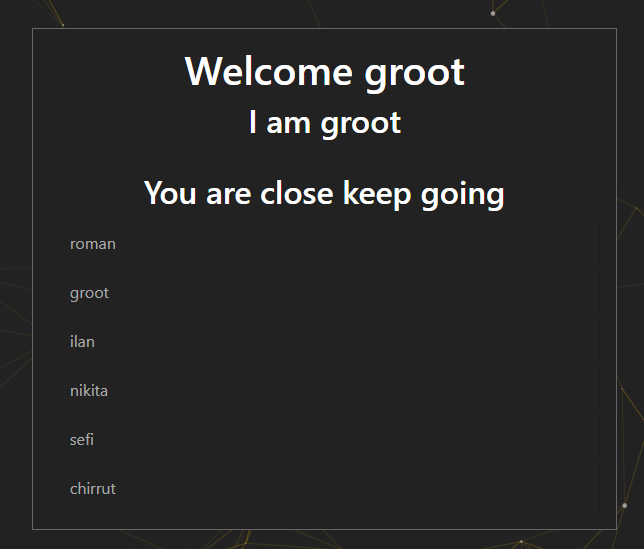 Welcome groot
I am groot
You are close keep going
roman
groot
ilan
nikita
sefi
chirrut